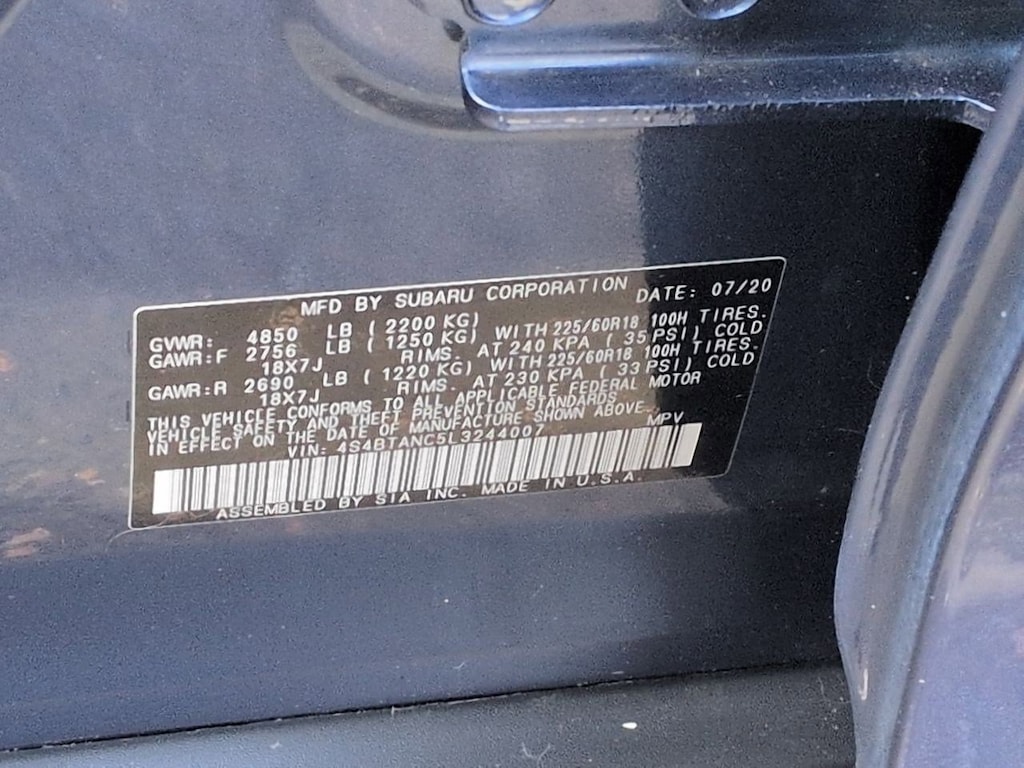 MFD BY SUBARU CORPORATION DATE: 07/20
GVWR: 4850 LB ( 2200 KG)
GAWR:F 2756 LB ( 1250 KG) WITH 225/60R18 100H TIRES.
18X7J RIMS. AT 240 KPA ( 35 PSI) COLD
GAWR:R 2690 LB ( 1220 KG) WITH 225/60R18 100H TIRES.
18X7J RIMS. AT 230 KPA ( 33 PSI) COLD
THIS VEHICLE CONFORMS TO ALL APPLICABLE FEDERAL MOTOR
VEHICLE SAFETY AND THEFT PREVENTION STANDARDS
IN EFFECT ON THE DATE OF MANUFACTURE SHOWN ABOVE.
VIN: 4S4BTANC5L3244007 MPV
ASSEMBLED BY SIA INC. MADE IN U.S.A.